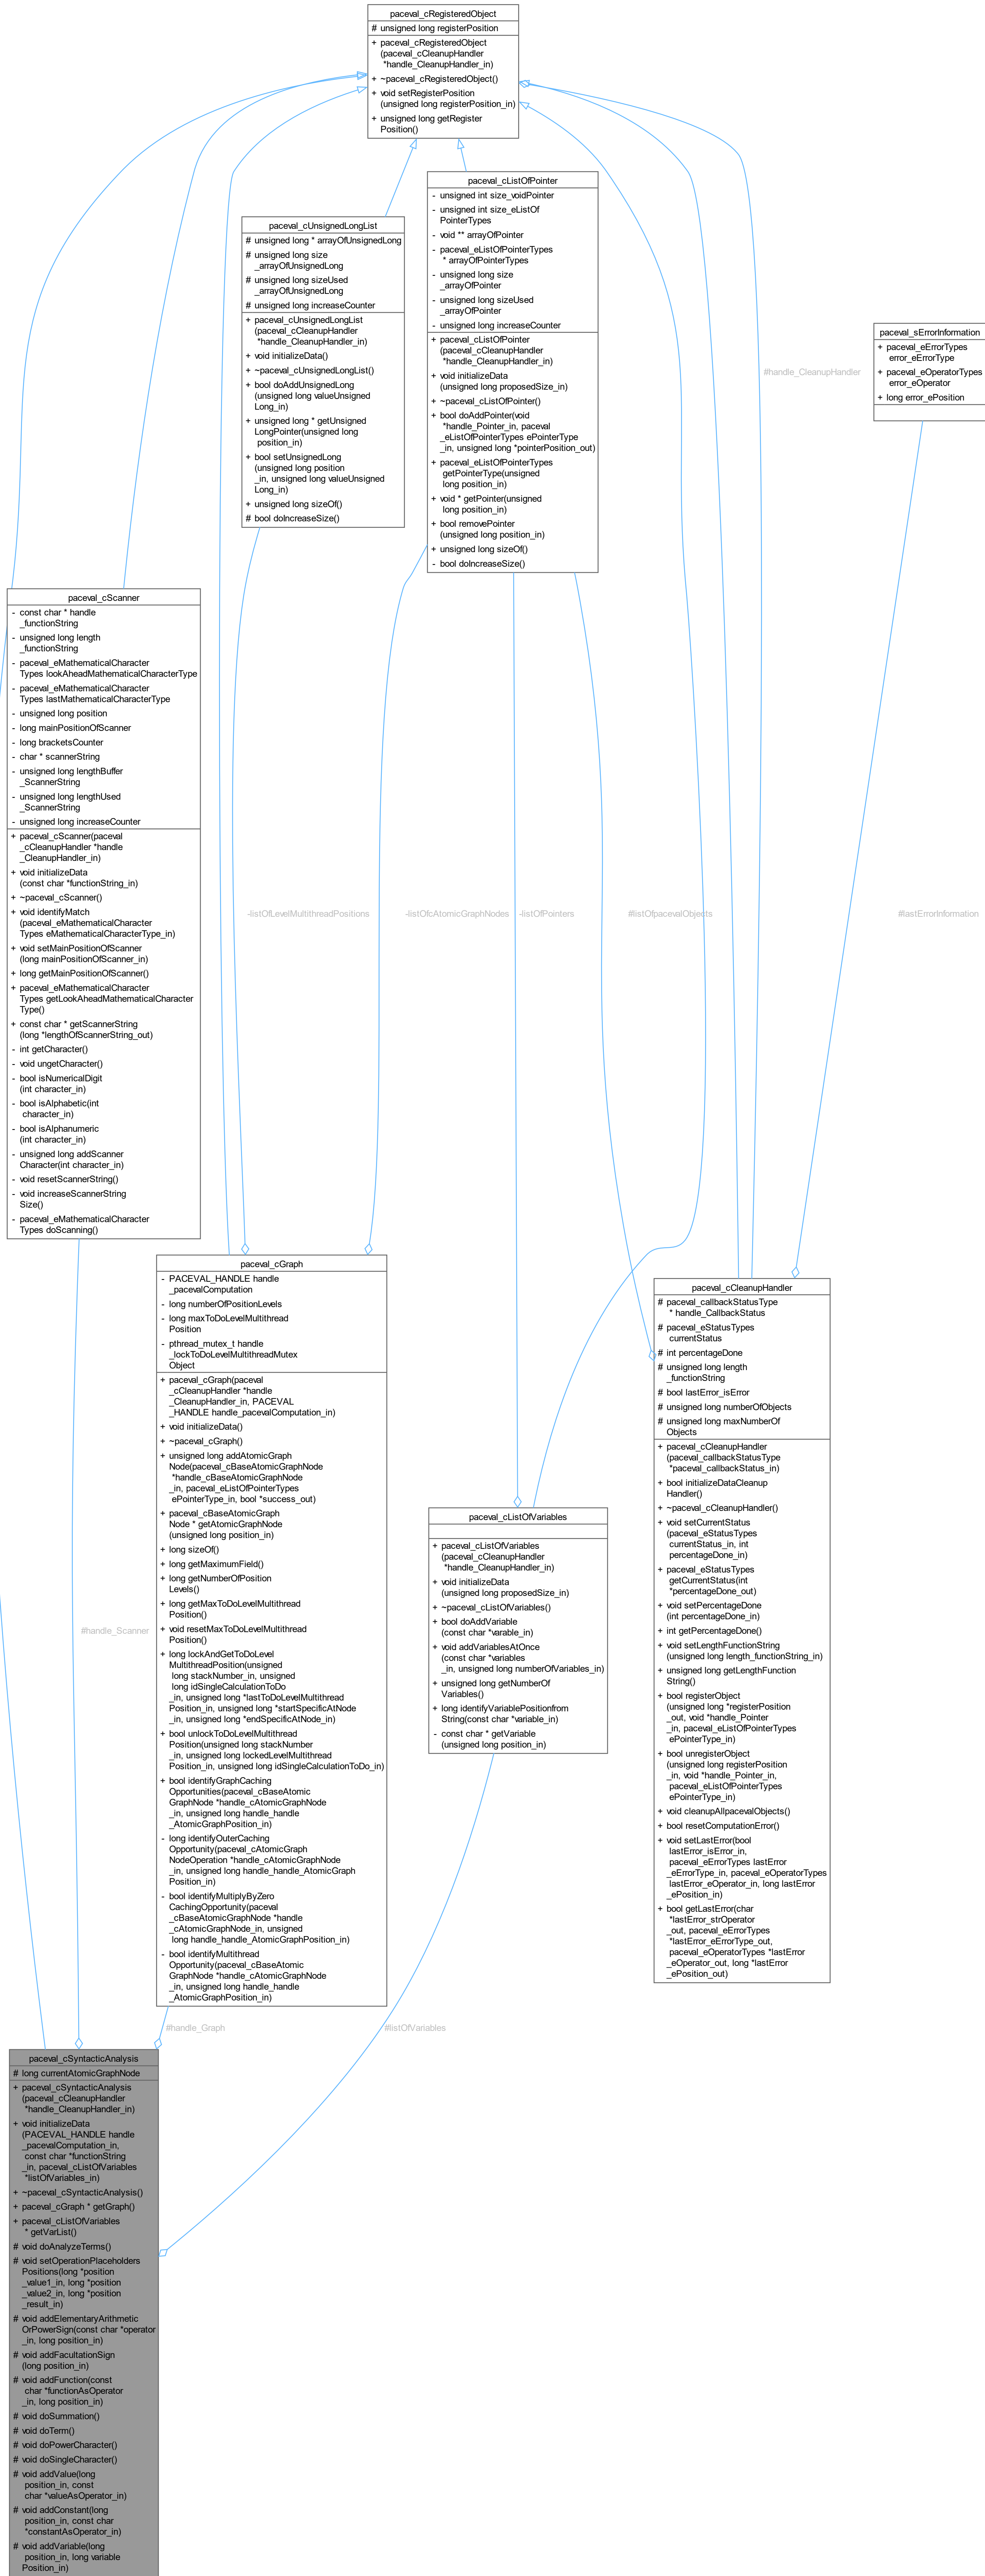 paceval_cRegisteredObject
# unsigned long registerPosition
+ paceval_cRegisteredObject
(paceval_cCleanupHandler
*handle_CleanupHandler_in)
+ ~paceval_cRegisteredObject()
+ void setRegisterPosition
(unsigned long registerPosition_in)
+ unsigned long getRegister
Position()
paceval_cListOfPointer
- unsigned int size_voidPointer
- unsigned int size_eListOf
PointerTypes
- void ** arrayOfPointer
- paceval_eListOfPointerTypes
* arrayOfPointerTypes
- unsigned long size
_arrayOfPointer
- unsigned long sizeUsed
_arrayOfPointer
- unsigned long increaseCounter
+ paceval_cListOfPointer
(paceval_cCleanupHandler
*handle_CleanupHandler_in)
+ void initializeData
(unsigned long proposedSize_in)
+ ~paceval_cListOfPointer()
+ bool doAddPointer(void
*handle_Pointer_in, paceval
_eListOfPointerTypes ePointerType
_in, unsigned long *pointerPosition_out)
+ paceval_eListOfPointerTypes
getPointerType(unsigned
long position_in)
+ void * getPointer(unsigned
long position_in)
+ bool removePointer
(unsigned long position_in)
+ unsigned long sizeOf()
- bool doIncreaseSize()
paceval_cUnsignedLongList
# unsigned long * arrayOfUnsignedLong
# unsigned long size
_arrayOfUnsignedLong
# unsigned long sizeUsed
_arrayOfUnsignedLong
# unsigned long increaseCounter
+ paceval_cUnsignedLongList
(paceval_cCleanupHandler
*handle_CleanupHandler_in)
+ void initializeData()
+ ~paceval_cUnsignedLongList()
+ bool doAddUnsignedLong
(unsigned long valueUnsigned
Long_in)
+ unsigned long * getUnsigned
LongPointer(unsigned long
position_in)
+ bool setUnsignedLong
(unsigned long position
_in, unsigned long valueUnsigned
Long_in)
+ unsigned long sizeOf()
# bool doIncreaseSize()
paceval_sErrorInformation
+ paceval_eErrorTypes
error_eErrorType
+ paceval_eOperatorTypes
error_eOperator
+ long error_ePosition
#handle_CleanupHandler
paceval_cScanner
- const char * handle
_functionString
- unsigned long length
_functionString
- paceval_eMathematicalCharacter
Types lookAheadMathematicalCharacterType
- paceval_eMathematicalCharacter
Types lastMathematicalCharacterType
- unsigned long position
- long mainPositionOfScanner
- long bracketsCounter
- char * scannerString
- unsigned long lengthBuffer
_ScannerString
- unsigned long lengthUsed
_ScannerString
- unsigned long increaseCounter
+ paceval_cScanner(paceval
_cCleanupHandler *handle
_CleanupHandler_in)
+ void initializeData
(const char *functionString_in)
+ ~paceval_cScanner()
+ void identifyMatch
(paceval_eMathematicalCharacter
Types eMathematicalCharacterType_in)
+ void setMainPositionOfScanner
(long mainPositionOfScanner_in)
+ long getMainPositionOfScanner()
+ paceval_eMathematicalCharacter
Types getLookAheadMathematicalCharacter
Type()
+ const char * getScannerString
(long *lengthOfScannerString_out)
- int getCharacter()
- void ungetCharacter()
- bool isNumericalDigit
(int character_in)
- bool isAlphabetic(int
character_in)
- bool isAlphanumeric
(int character_in)
- unsigned long addScanner
Character(int character_in)
- void resetScannerString()
- void increaseScannerString
Size()
- paceval_eMathematicalCharacter
Types doScanning()
-listOfLevelMultithreadPositions
-listOfcAtomicGraphNodes
-listOfPointers
#listOfpacevalObjects
#lastErrorInformation
paceval_cGraph
- PACEVAL_HANDLE handle
_pacevalComputation
- long numberOfPositionLevels
- long maxToDoLevelMultithread
Position
- pthread_mutex_t handle
_lockToDoLevelMultithreadMutex
Object
+ paceval_cGraph(paceval
_cCleanupHandler *handle
_CleanupHandler_in, PACEVAL
_HANDLE handle_pacevalComputation_in)
+ void initializeData()
+ ~paceval_cGraph()
+ unsigned long addAtomicGraph
Node(paceval_cBaseAtomicGraphNode
*handle_cBaseAtomicGraphNode
_in, paceval_eListOfPointerTypes
ePointerType_in, bool *success_out)
+ paceval_cBaseAtomicGraph
Node * getAtomicGraphNode
(unsigned long position_in)
+ long sizeOf()
+ long getMaximumField()
+ long getNumberOfPosition
Levels()
+ long getMaxToDoLevelMultithread
Position()
+ void resetMaxToDoLevelMultithread
Position()
+ long lockAndGetToDoLevel
MultithreadPosition(unsigned
long stackNumber_in, unsigned
long idSingleCalculationToDo
_in, unsigned long *lastToDoLevelMultithread
Position_in, unsigned long *startSpecificAtNode
_in, unsigned long *endSpecificAtNode_in)
+ bool unlockToDoLevelMultithread
Position(unsigned long stackNumber
_in, unsigned long lockedLevelMultithread
Position_in, unsigned long idSingleCalculationToDo_in)
+ bool identifyGraphCaching
Opportunities(paceval_cBaseAtomic
GraphNode *handle_cAtomicGraphNode
_in, unsigned long handle_handle
_AtomicGraphPosition_in)
- long identifyOuterCaching
Opportunity(paceval_cAtomicGraph
NodeOperation *handle_cAtomicGraphNode
_in, unsigned long handle_handle_AtomicGraph
Position_in)
- bool identifyMultiplyByZero
CachingOpportunity(paceval
_cBaseAtomicGraphNode *handle
_cAtomicGraphNode_in, unsigned
long handle_handle_AtomicGraphPosition_in)
- bool identifyMultithread
Opportunity(paceval_cBaseAtomic
GraphNode *handle_cAtomicGraphNode
_in, unsigned long handle_handle
_AtomicGraphPosition_in)
paceval_cCleanupHandler
# paceval_callbackStatusType
* handle_CallbackStatus
# paceval_eStatusTypes
currentStatus
# int percentageDone
# unsigned long length
_functionString
# bool lastError_isError
# unsigned long numberOfObjects
# unsigned long maxNumberOf
Objects
+ paceval_cCleanupHandler
(paceval_callbackStatusType
*paceval_callbackStatus_in)
+ bool initializeDataCleanup
Handler()
+ ~paceval_cCleanupHandler()
+ void setCurrentStatus
(paceval_eStatusTypes
currentStatus_in, int
percentageDone_in)
+ paceval_eStatusTypes
getCurrentStatus(int
*percentageDone_out)
+ void setPercentageDone
(int percentageDone_in)
+ int getPercentageDone()
+ void setLengthFunctionString
(unsigned long length_functionString_in)
+ unsigned long getLengthFunction
String()
+ bool registerObject
(unsigned long *registerPosition
_out, void *handle_Pointer
_in, paceval_eListOfPointerTypes
ePointerType_in)
+ bool unregisterObject
(unsigned long registerPosition
_in, void *handle_Pointer_in,
paceval_eListOfPointerTypes
ePointerType_in)
+ void cleanupAllpacevalObjects()
+ bool resetComputationError()
+ void setLastError(bool
lastError_isError_in,
paceval_eErrorTypes lastError
_eErrorType_in, paceval_eOperatorTypes
lastError_eOperator_in, long lastError
_ePosition_in)
+ bool getLastError(char
*lastError_strOperator
_out, paceval_eErrorTypes
*lastError_eErrorType_out,
paceval_eOperatorTypes *lastError
_eOperator_out, long *lastError
_ePosition_out)
paceval_cListOfVariables
+ paceval_cListOfVariables
(paceval_cCleanupHandler
*handle_CleanupHandler_in)
+ void initializeData
(unsigned long proposedSize_in)
+ ~paceval_cListOfVariables()
+ bool doAddVariable
(const char *varable_in)
+ void addVariablesAtOnce
(const char *variables
_in, unsigned long numberOfVariables_in)
+ unsigned long getNumberOf
Variables()
+ long identifyVariablePositionfrom
String(const char *variable_in)
- const char * getVariable
(unsigned long position_in)
#handle_Scanner
#handle_Graph
#listOfVariables
paceval_cSyntacticAnalysis
# long currentAtomicGraphNode
+ paceval_cSyntacticAnalysis
(paceval_cCleanupHandler
*handle_CleanupHandler_in)
+ void initializeData
(PACEVAL_HANDLE handle
_pacevalComputation_in,
const char *functionString
_in, paceval_cListOfVariables
*listOfVariables_in)
+ ~paceval_cSyntacticAnalysis()
+ paceval_cGraph * getGraph()
+ paceval_cListOfVariables
* getVarList()
# void doAnalyzeTerms()
# void setOperationPlaceholders
Positions(long *position
_value1_in, long *position
_value2_in, long *position
_result_in)
# void addElementaryArithmetic
OrPowerSign(const char *operator
_in, long position_in)
# void addFacultationSign
(long position_in)
# void addFunction(const
char *functionAsOperator
_in, long position_in)
# void doSummation()
# void doTerm()
# void doPowerCharacter()
# void doSingleCharacter()
# void addValue(long
position_in, const
char *valueAsOperator_in)
# void addConstant(long
position_in, const char
*constantAsOperator_in)
# void addVariable(long
position_in, long variable
Position_in)